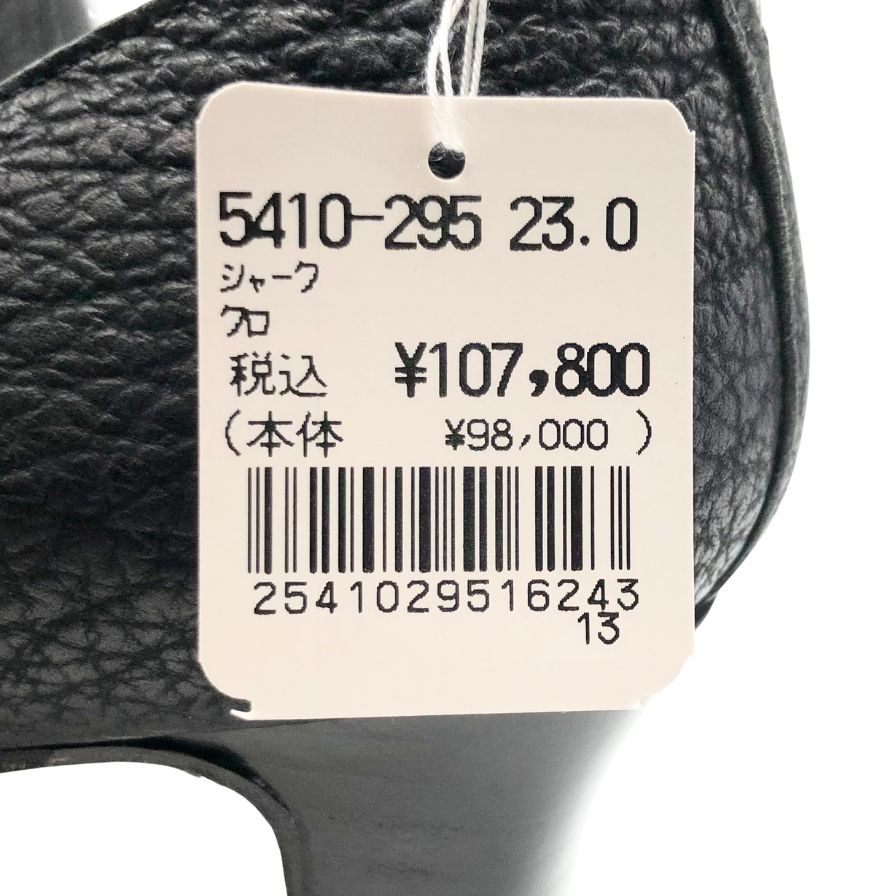 5410-295 23.0
シャーク
クロ
税込 ¥107,800
(本体 ¥98,000 )
2541029516243
13